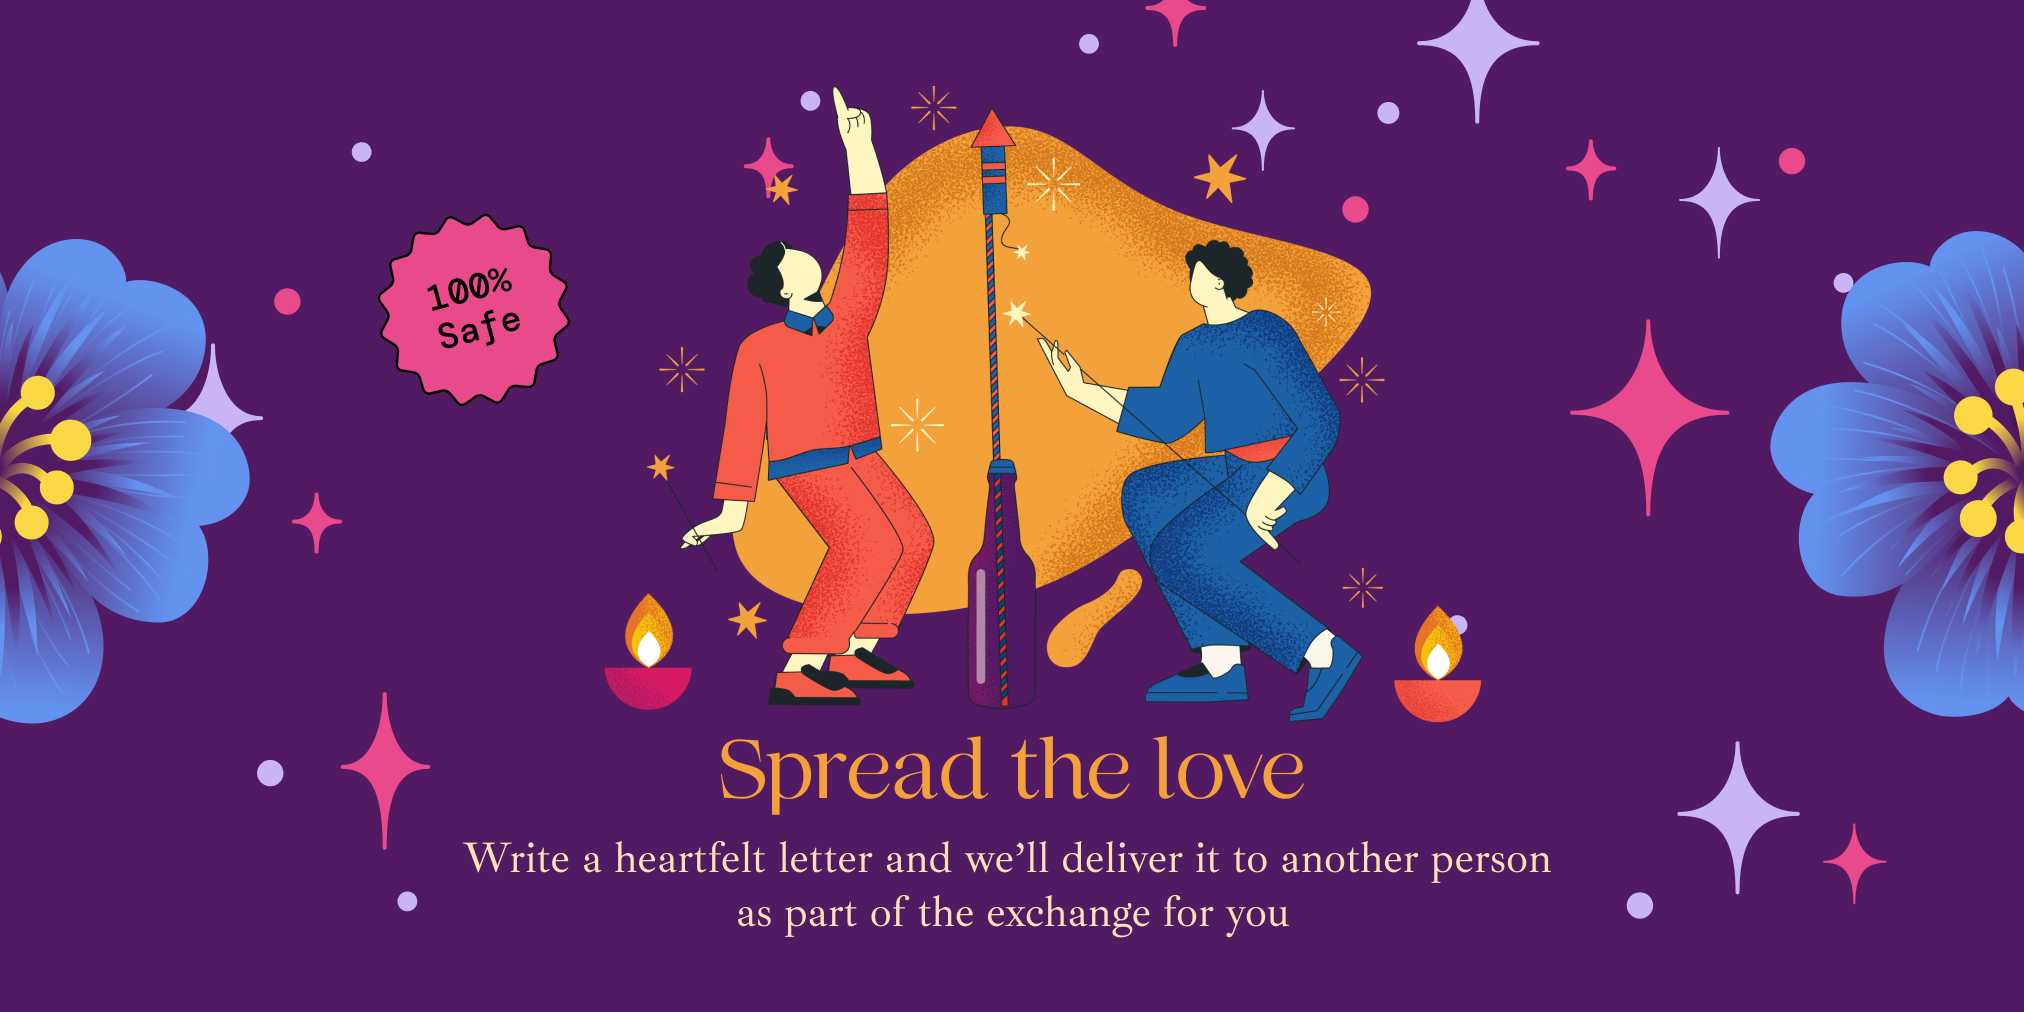 100%
Safe
Spread the love
Write a heartfelt letter and we’ll deliver it to another person
as part of the exchange for you